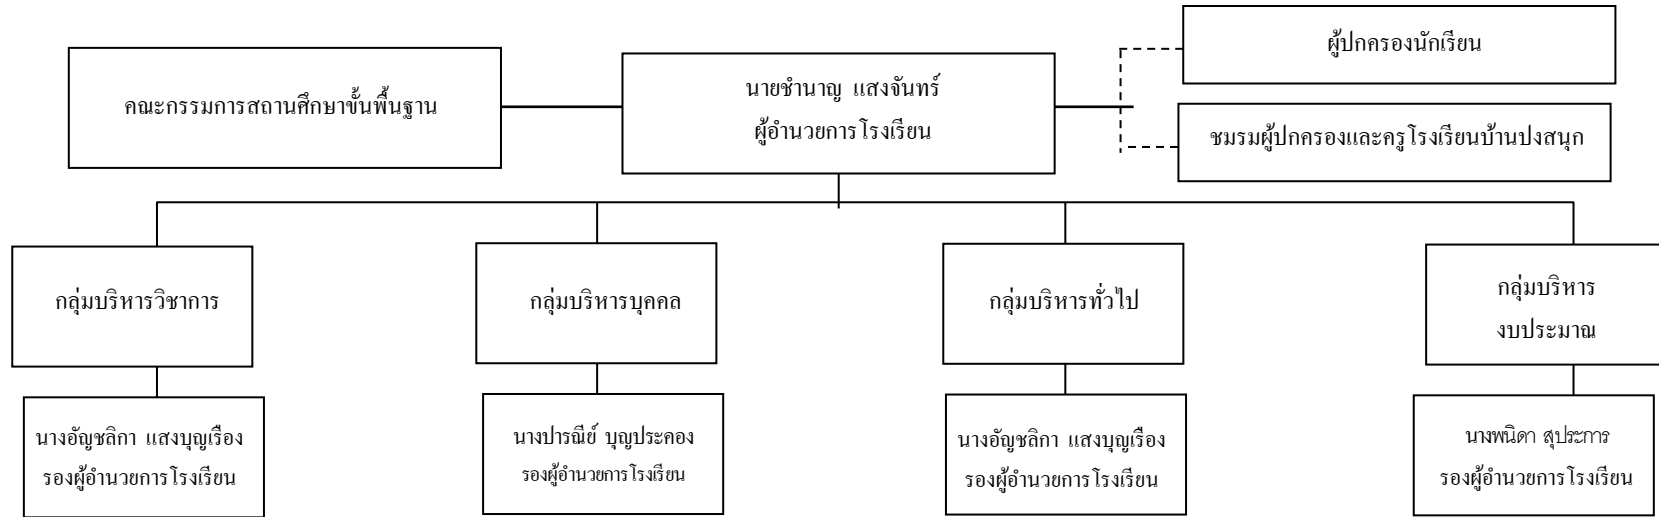 ผู้ปกครองนักเรียน
คณะกรรมการสถานศึกษาขั้นพื้นฐาน
นายชำนาญ แสงจันทร์
ผู้อำนวยการโรงเรียน
ชมรมผู้ปกครองและครูโรงเรียนบ้านปงสนุก
กลุ่มบริหารวิชาการ
กลุ่มบริหารบุคคล
กลุ่มบริหารทั่วไป
กลุ่มบริหาร
งบประมาณ
นางอัญชลิกา แสงบุญเรือง
รองผู้อำนวยการโรงเรียน
นางปารณีย์ บุญประคอง
รองผู้อำนวยการโรงเรียน
นางอัญชลิกา แสงบุญเรือง
รองผู้อำนวยการโรงเรียน
นางพนิดา สุประการ
รองผู้อำนวยการโรงเรียน